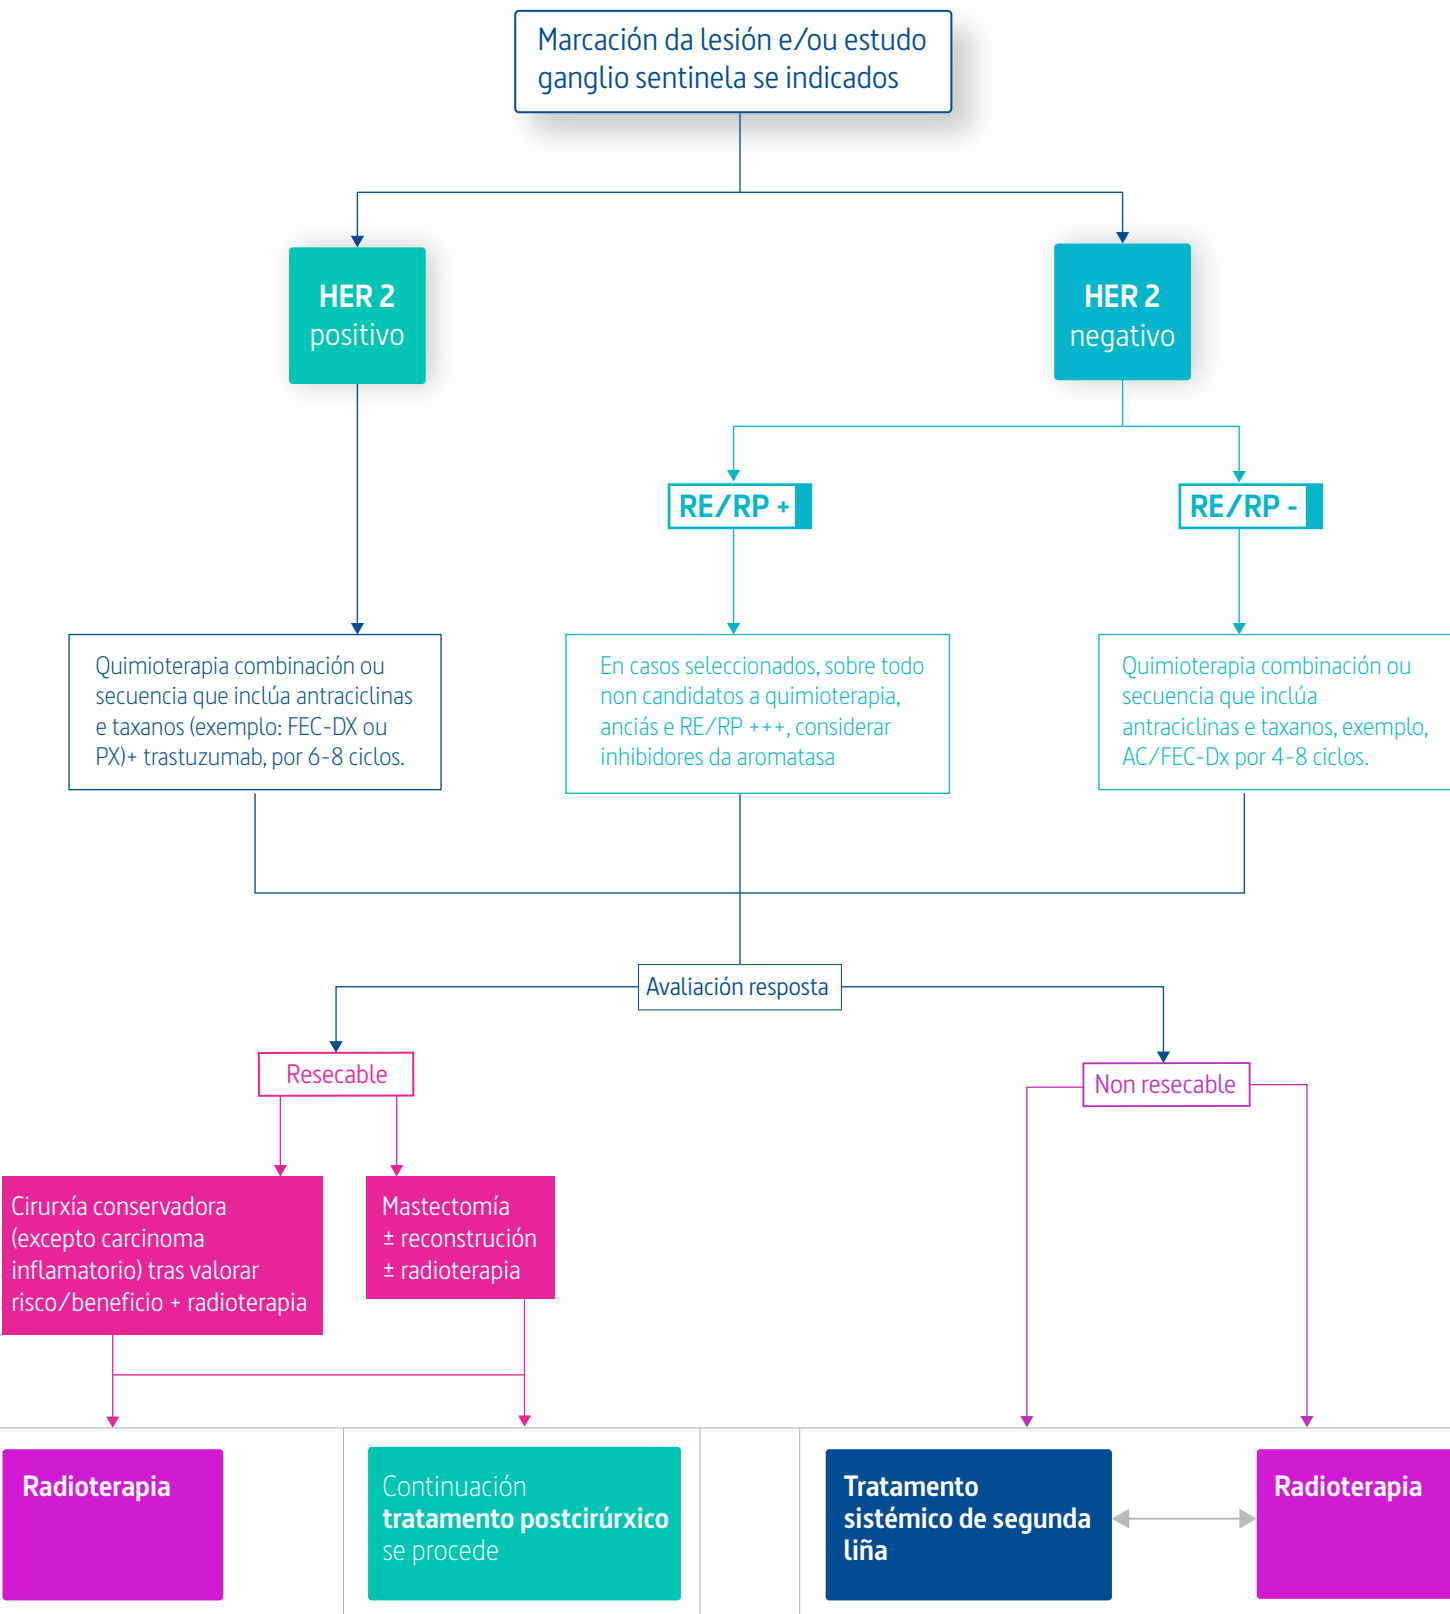 Marcación da lesión e/ou estudo
ganglio sentinela se indicados
HER 2
positivo
HER 2
negativo
RE/RP +
RE/RP -
Quimioterapia combinación ou
secuencia que inclúa antraciclinas
e taxanos (exemplo: FEC-DX ou
PX)+ trastuzumab, por 6-8 ciclos.
En casos seleccionados, sobre todo
non candidatos a quimioterapia,
anciás e RE/RP +++, considerar
inhibidores da aromatasa
Quimioterapia combinación ou
secuencia que inclúa
antraciclinas e taxanos, exemplo,
AC/FEC-Dx por 4-8 ciclos.
Avaliación resposta
Resecable
Non resecable
Cirurxía conservadora
(excepto carcinoma
inflamatorio) tras valorar
risco/beneficio + radioterapia
Mastectomía
± reconstrución
± radioterapia
Radioterapia
Continuación
tratamento postcirúrxico
se procede
Tratamento
sistémico de segunda
liña
Radioterapia